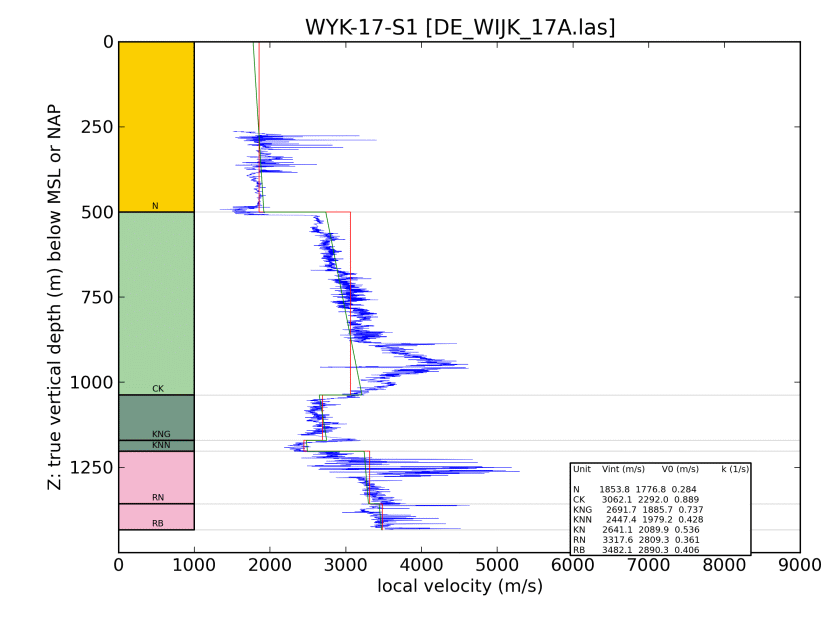 WYK-17-S1 [DE_WIJK_17A.las]
Z: true vertical depth (m) below MSL or NAP
0
250
500
750
1000
1250
N
CK
KNG
KNN
RN
RB
Unit Vint (m/s) V0 (m/s) k (1/s)
N 1853.8 1776.8 0.284
CK 3062.1 2292.0 0.889
KNG 2691.7 1885.7 0.737
KNN 2447.4 1979.2 0.428
KN 2641.1 2089.9 0.536
RN 3317.6 2809.3 0.361
RB 3482.1 2890.3 0.406
0 1000 2000 3000 4000 5000 6000 7000 8000 9000
local velocity (m/s)